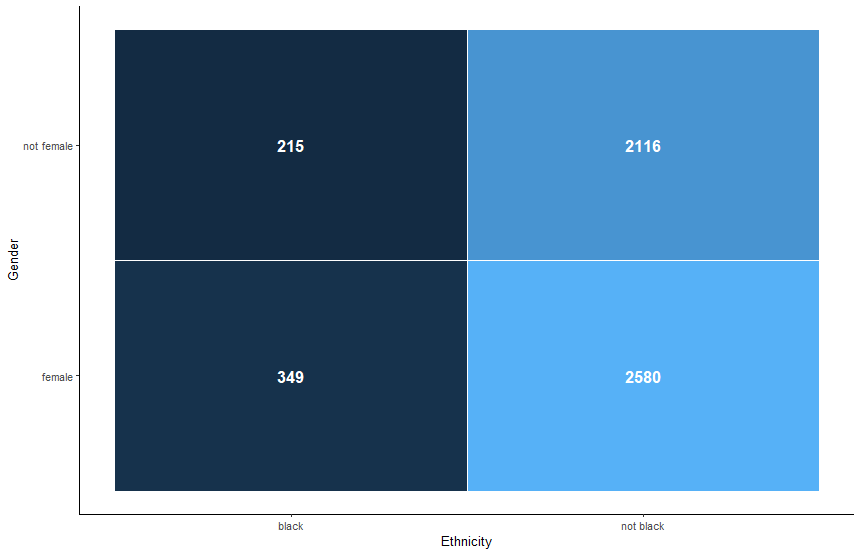 not female
215
2116
Gender
female
349
2580
black
not black
Ethnicity